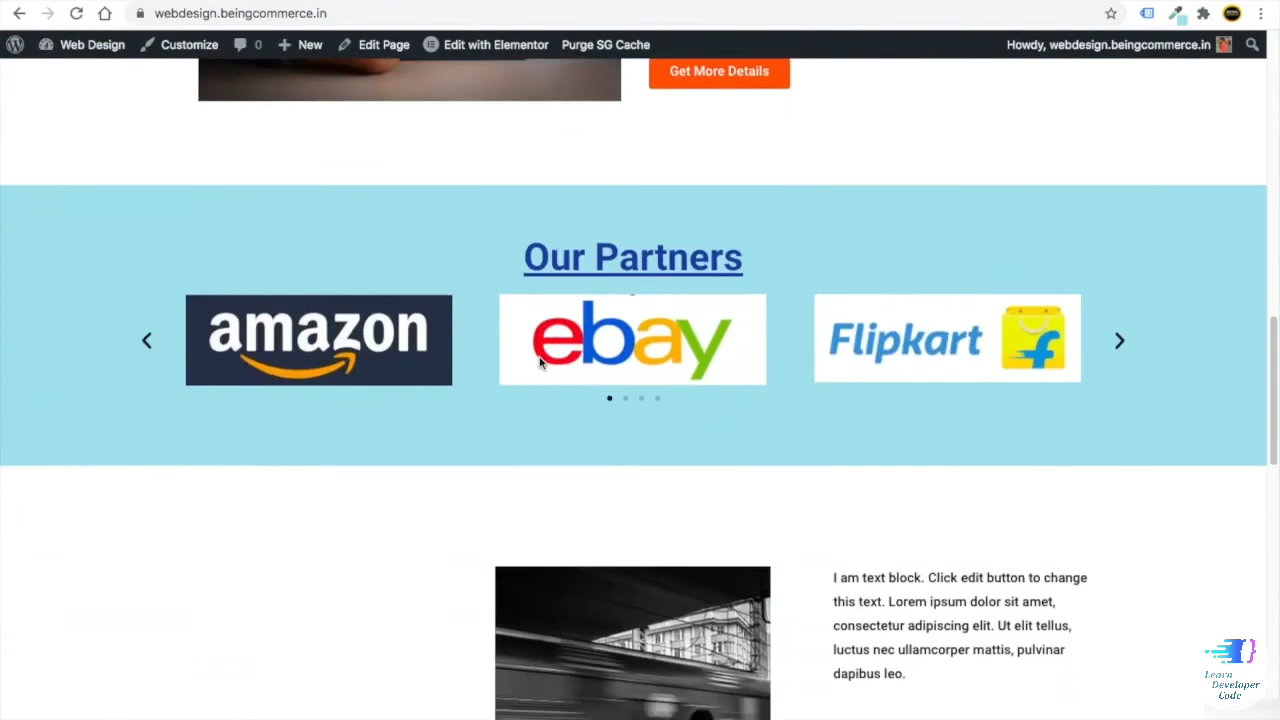 webdesign.beingcommerce.in
Web Design Customize 0 New Edit Page Edit with Elementor Purge SG Cache Howdy, webdesign.beingcommerce.in
Get More Details
Our Partners
amazon
ebay
Flipkart
f
I am text block. Click edit button to change
this text. Lorem ipsum dolor sit amet,
consectetur adipiscing elit. Ut elit tellus,
luctus nec ullamcorper mattis, pulvinar
dapibus leo.
Learn
Developer
Code